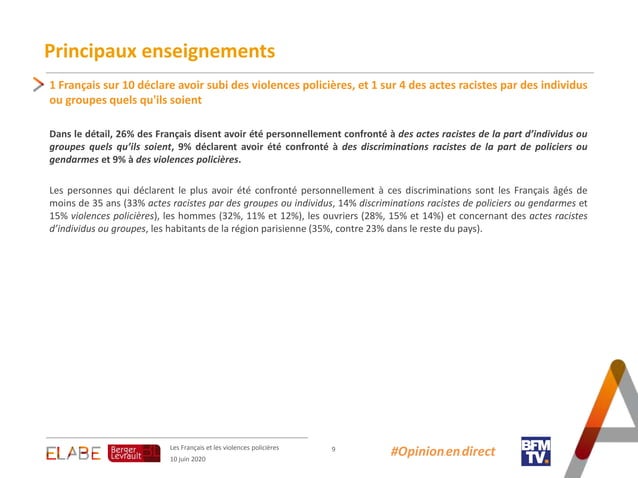 Principaux enseignements
1 Français sur 10 déclare avoir subi des violences policières, et 1 sur 4 des actes racistes par des individus
ou groupes quels qu'ils soient
Dans le détail, 26% des Français disent avoir été personnellement confronté à des actes racistes de la part d'individus ou
groupes quels qu'ils soient, 9% déclarent avoir été confronté à des discriminations racistes de la part de policiers ou
gendarmes et 9% à des violences policières.
Les personnes qui déclarent le plus avoir été confronté personnellement à ces discriminations sont les Français âgés de
moins de 35 ans (33% actes racistes par des groupes ou individus, 14% discriminations racistes de policiers ou gendarmes et
15% violences policières), les hommes (32%, 11% et 12%), les ouvriers (28%, 15% et 14%) et concernant des actes racistes
d'individus ou groupes, les habitants de la région parisienne (35%, contre 23% dans le reste du pays).
ELABE
Berger
Levrault
BL
Les Français et les violences policières
10 juin 2020
9
#Opinionendirect
BFM
TV.